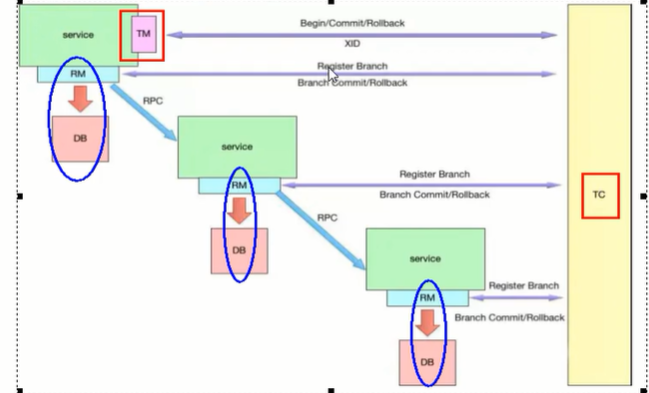 Begin/Commit/Rollback
service
TM
XID
Register Branch
RM
Branch Commit/Rollback
RPC
DB
service
Register Branch
RM
TC
Branch Commit/Rollback
RPC
DB
service
Register Branch
RM
Branch Commit/Rollback
DB